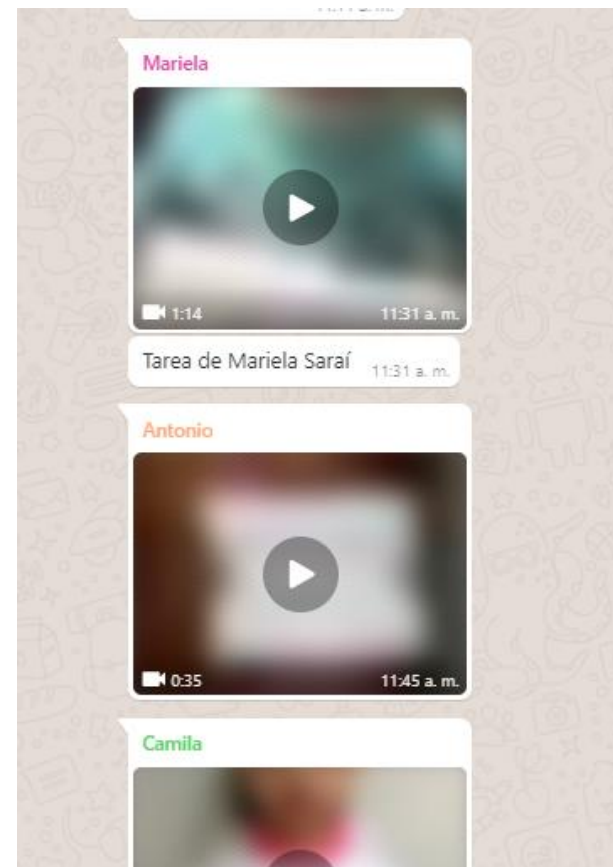 Mariela
1:14
11:31 a. m.
Tarea de Mariela Saraí
11:31 a. m.
Antonio
0:35
11:45 a. m.
Camila